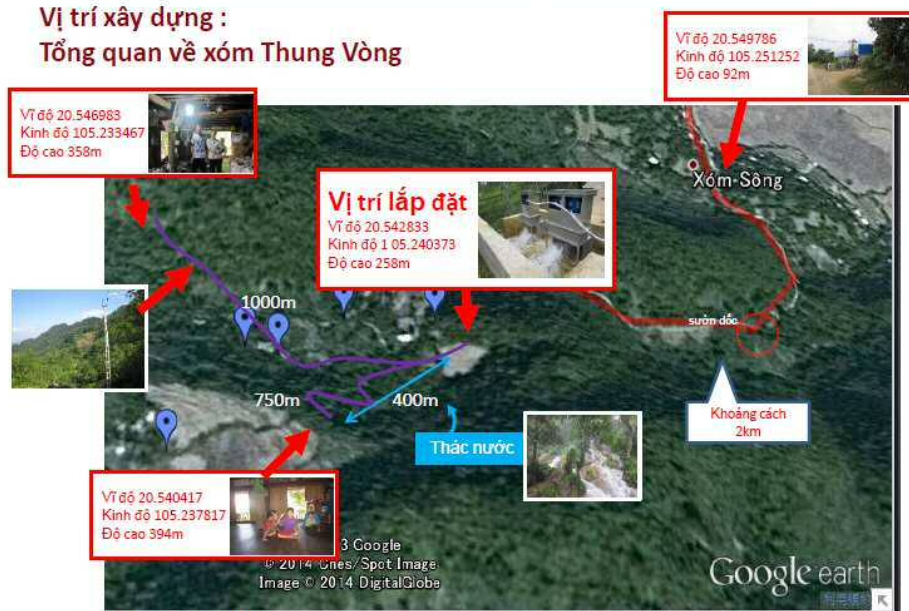 Vị trí xây dựng :
Tổng quan về xóm Thung Vòng
Vĩ độ 20.549786
Kinh độ 105.251252
Độ cao 92m
Vĩ độ 20.546983
Kinh độ 105.233467
Độ cao 358m
Vị trí lắp đặt
Vĩ độ 20.542833
Kinh độ 1 05.240373
Độ cao 258m
Xóm Sông
1000m
sườn dốc
750m
400m
Khoảng cách
2km
Thác nước
Vĩ độ 20.540417
Kinh độ 105.237817
Độ cao 394m
3 Google
© 2014 Cnes/Spot Image
Image © 2014 DigitalGlobe
Google earth